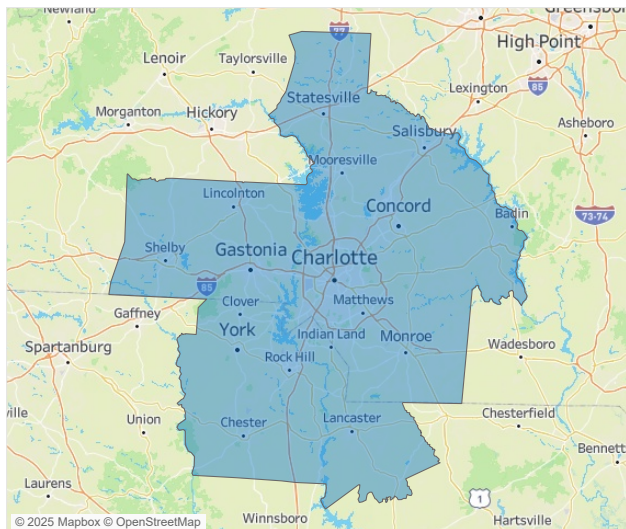 Newland
77
Greensboro
High Point
Lenoir
Taylorsville
85
Statesville
Lexington
Morganton
Hickory
Salisbury
Asheboro
Mooresville
Lincolnton
Concord
Badin
73-74
Shelby
Gastonia
Charlotte
85
Clover
Matthews
Gaffney
York
Indian Land
Monroe
Spartanburg
Rock Hill
Wadesboro
ville
Union
Chester
Lancaster
Chesterfield
Bennett
Laurens
1
Winnsboro
Hartsville
© 2025 Mapbox © OpenStreetMap